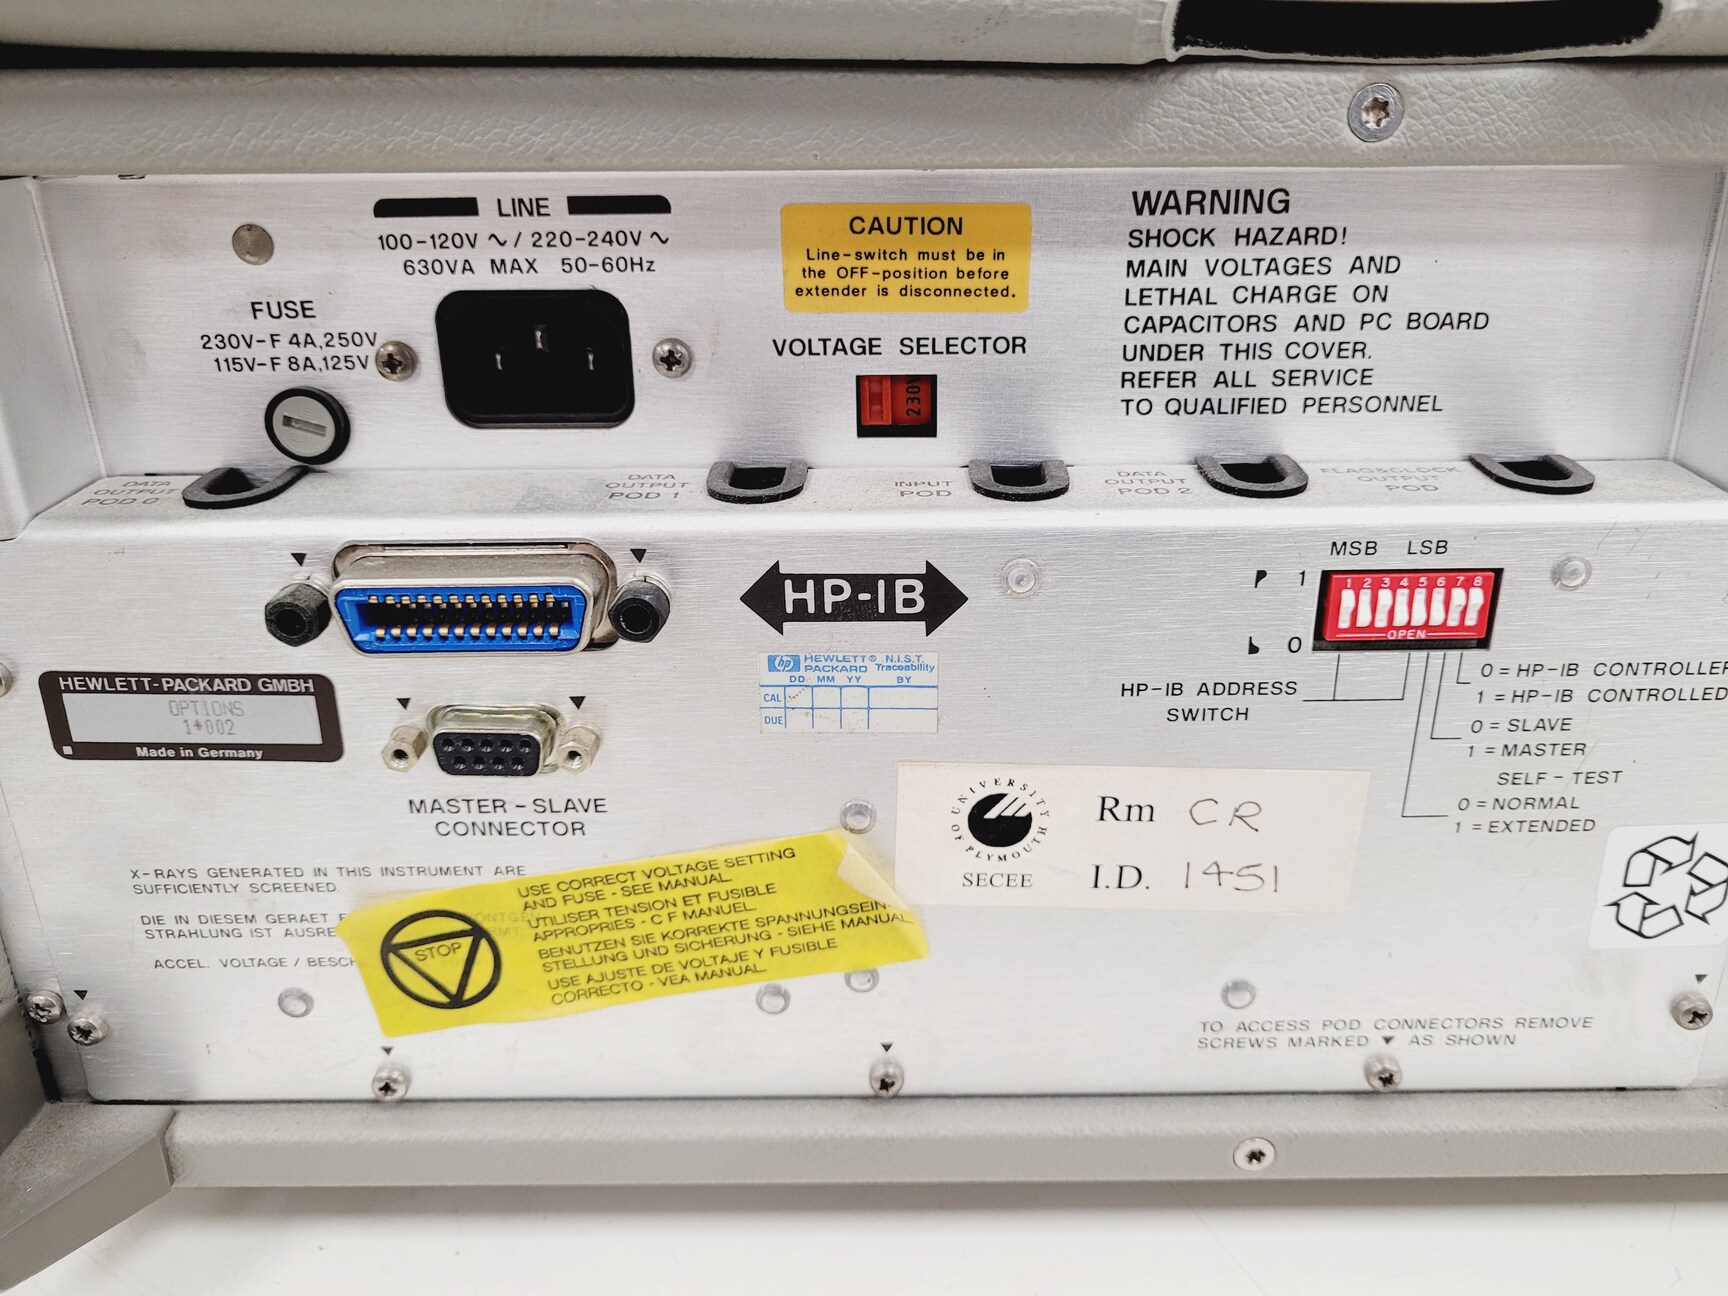 LINE
100-120V ∿ / 220-240V ∿
630VA MAX 50-60Hz
FUSE
230V-F 4A,250V
115V-F 8A,125V
CAUTION
Line-switch must be in
the OFF-position before
extender is disconnected.
VOLTAGE SELECTOR
230V
WARNING
SHOCK HAZARD!
MAIN VOLTAGES AND
LETHAL CHARGE ON
CAPACITORS AND PC BOARD
UNDER THIS COVER.
REFER ALL SERVICE
TO QUALIFIED PERSONNEL
DATA
OUTPUT
POD 0
DATA
OUTPUT
POD 1
INPUT
POD
DATA
OUTPUT
POD 2
FLAG&CLOCK
OUTPUT
POD
HP-IB
hp HEWLETT® N.I.S.T.
PACKARD Traceability
DD MM YY BY
CAL
DUE
MSB LSB
1
1 2 3 4 5 6 7 8
OPEN
0
HP-IB ADDRESS
SWITCH
0 = HP-IB CONTROLLER
1 = HP-IB CONTROLLED
0 = SLAVE
1 = MASTER
SELF-TEST
0 = NORMAL
1 = EXTENDED
HEWLETT-PACKARD GMBH
OPTIONS
1*002
Made in Germany
MASTER-SLAVE
CONNECTOR
UNIVERSITY OF PLYMOUTH
SECEE
Rm CR
I.D. 1451
X-RAYS GENERATED IN THIS INSTRUMENT ARE
SUFFICIENTLY SCREENED.
DIE IN DIESEM GERAET
STRAHLUNG IST
ACCEL. VOLTAGE /
STOP
USE CORRECT VOLTAGE SETTING
AND FUSE - SEE MANUAL
UTILISER TENSION ET FUSIBLE
APPROPRIES - C F MANUEL
BENUTZEN SIE KORREKTE SPANNUNGSEIN-
STELLUNG UND SICHERUNG - SIEHE MANUAL
USE AJUSTE DE VOLTAJE Y FUSIBLE
CORRECTO - VEA MANUAL
TO ACCESS POD CONNECTORS REMOVE
SCREWS MARKED ▼ AS SHOWN